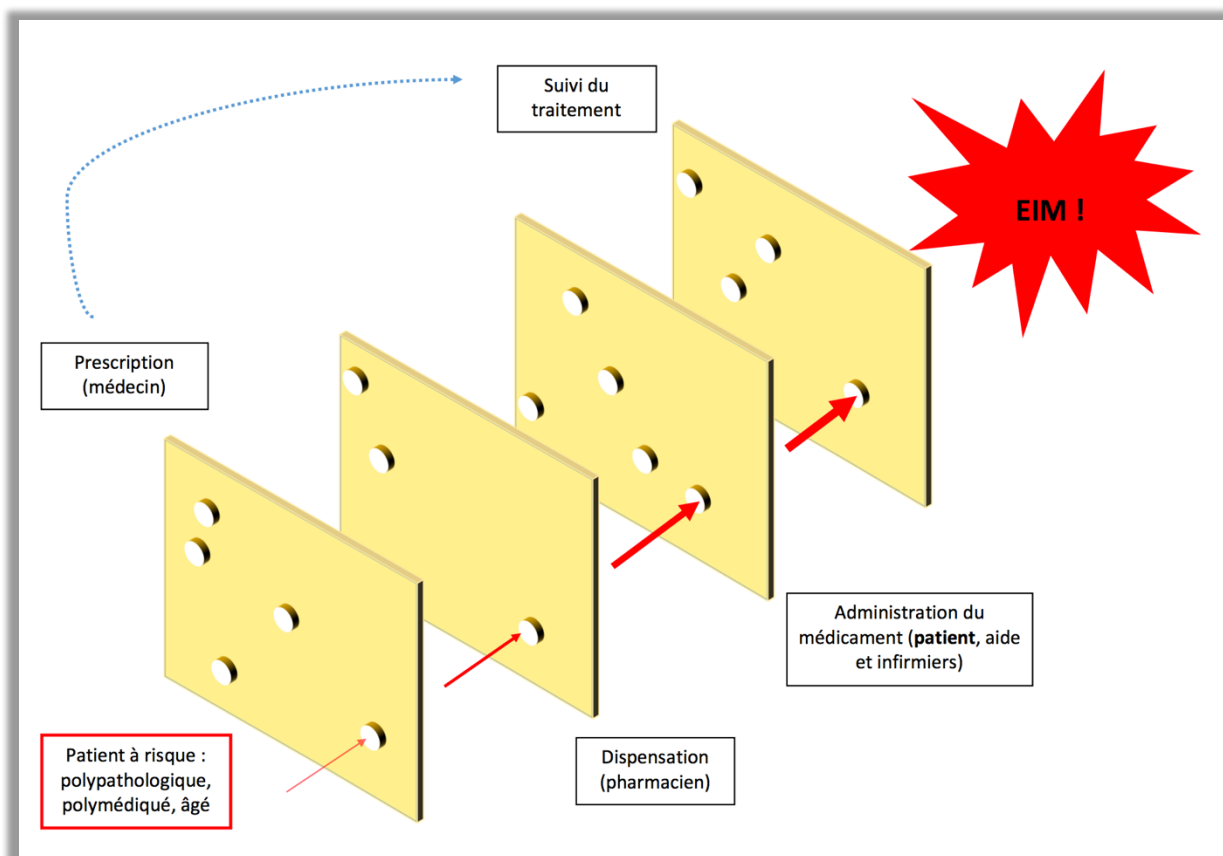 Suivi du
traitement
EIM !
Prescription
(médecin)
Administration du
médicament (patient, aide
et infirmiers)
Patient à risque :
polypathologique,
polymédiqué, âgé
Dispensation
(pharmacien)